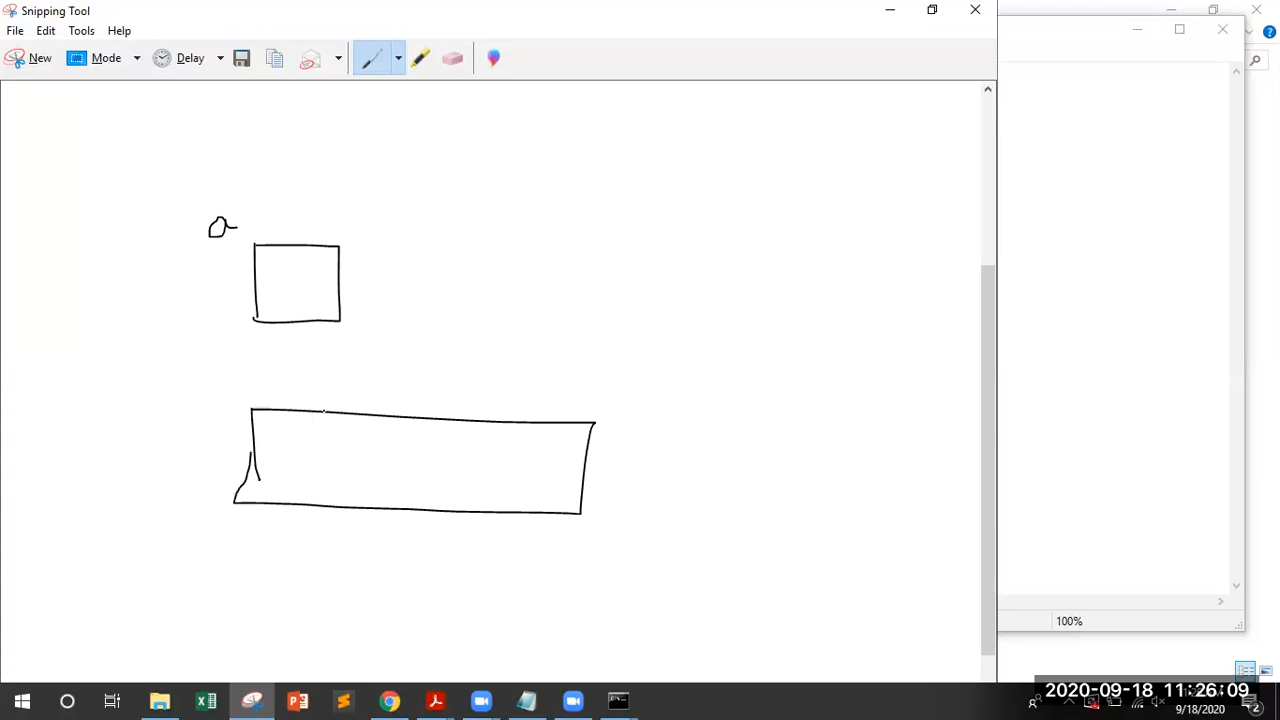 Snipping Tool
File Edit Tools Help
New Mode Delay
a
100%
2020-09-18 11:26:09
9/18/2020
2